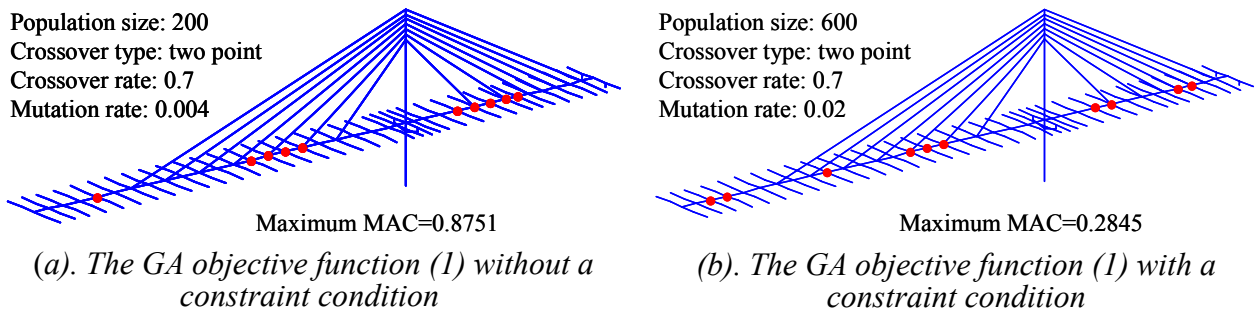 Population size: 200
Crossover type: two point
Crossover rate: 0.7
Mutation rate: 0.004
Maximum MAC=0.8751
(a). The GA objective function (1) without a
constraint condition
Population size: 600
Crossover type: two point
Crossover rate: 0.7
Mutation rate: 0.02
Maximum MAC=0.2845
(b). The GA objective function (1) with a
constraint condition